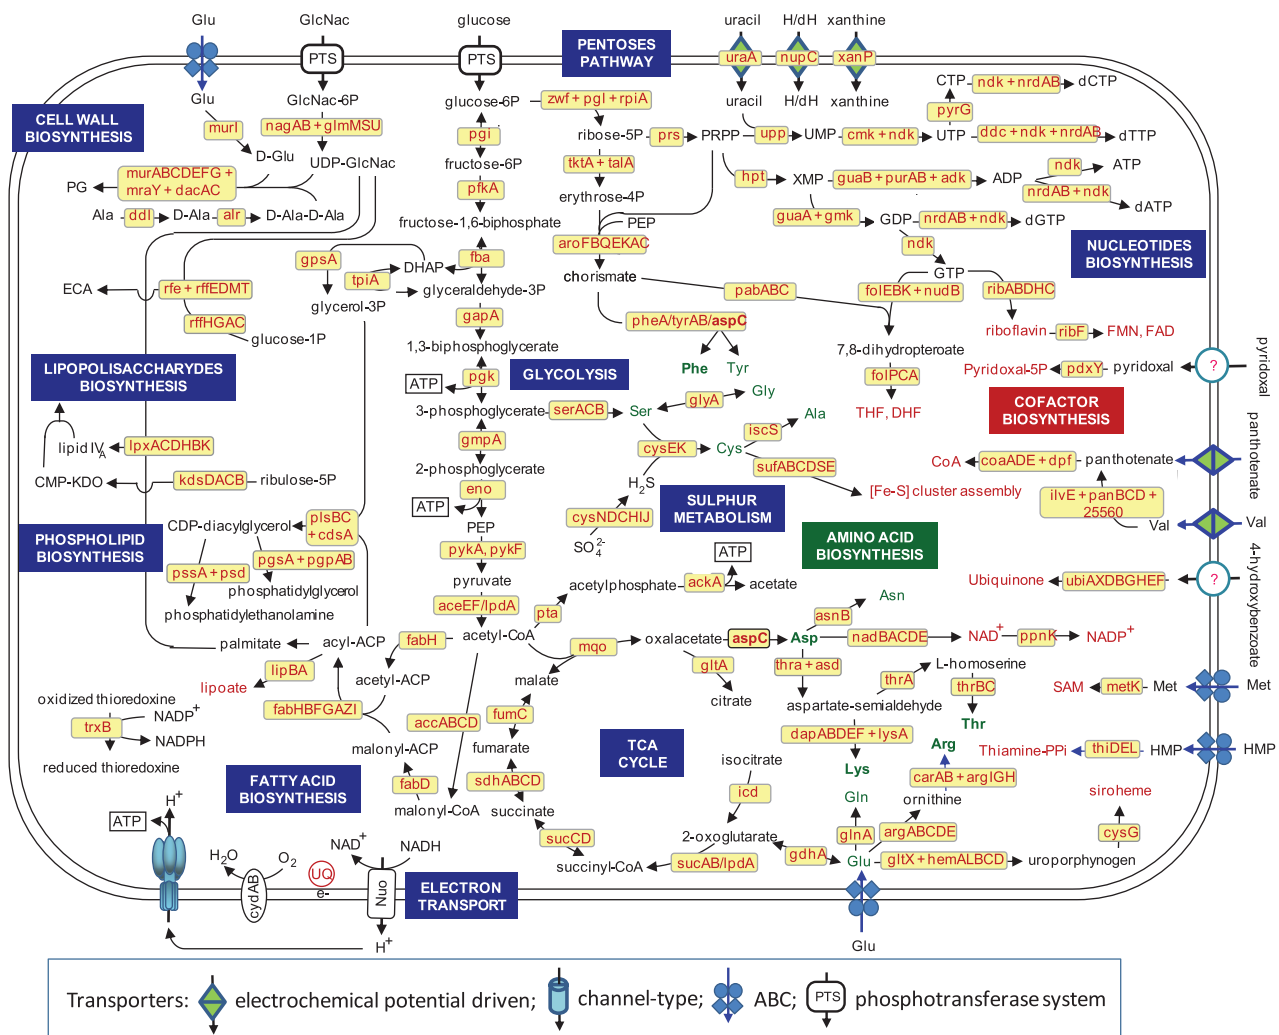 Glu
GlcNac
glucose
uracil
H/dH
xanthine
PENTOSES
PATHWAY
PTS
PTS
uraA
nupC
xanP
CELL WALL
BIOSYNTHESIS
Glu
GlcNac-6P
glucose-6P
zwf + pgl + rpiA
uracil
H/dH
xanthine
CTP
ndk + nrdAB
dCTP
pyrG
murI
nagAB + glmMSU
pgi
ribose-5P
prs
PRPP
upp
UMP
cmk + ndk
UTP
ddc + ndk + nrdAB
dTTP
D-Glu
UDP-GlcNac
fructose-6P
tktA + talA
PG
murABCDEFG +
mraY + dacAC
pfkA
erythrose-4P
hpt
XMP
guaB + purAB + adk
ADP
ndk
ATP
nrdAB + ndk
dATP
Ala
ddl
D-Ala
alr
D-Ala-D-Ala
fructose-1,6-biphosphate
PEP
guaA + gmk
GDP
nrdAB + ndk
dGTP
aroFBQEKAC
ndk
NUCLEOTIDES
BIOSYNTHESIS
gpsA
DHAP
fba
tpiA
chorismate
GTP
ECA
rfe + rffEDMT
glycerol-3P
glyceraldehyde-3P
pabABC
folEBK + nudB
ribABDHC
rffHGAC
glucose-1P
gapA
pheA/tyrAB/aspC
riboflavin
ribF
FMN, FAD
1,3-biphosphoglycerate
7,8-dihydropteroate
LIPOPOLISACCHARYDES
BIOSYNTHESIS
ATP
pgk
GLYCOLYSIS
Phe
Tyr
folPCA
Pyridoxal-5P
pdxY
pyridoxal
?
pyridoxal
3-phosphoglycerate
serACB
Ser
glyA
Gly
THF, DHF
COFACTOR
BIOSYNTHESIS
Ala
lipid IVA
lpxACDHBK
gmpA
cysEK
Cys
iscS
CoA
coaADE + dpf
panthotenate
panthotenate
CMP-KDO
kdsDACB
ribulose-5P
2-phosphoglycerate
sufABCDSE
H2S
[Fe-S] cluster assembly
ilvE + panBCD +
25560
ATP
eno
SULPHUR
METABOLISM
PHOSPHOLIPID
BIOSYNTHESIS
CDP-diacylglycerol
plsBC
+ cdsA
PEP
cysNDCHIJ
SO42-
AMINO ACID
BIOSYNTHESIS
Val
Val
pykA, pykF
ATP
pssA + psd
pgsA + pgpAB
pyruvate
acetylphosphate
ackA
acetate
Ubiquinone
ubiAXDBGHEF
?
4-hydroxybenzoate
phosphatidylglycerol
phosphatidylethanolamine
aceEF/lpdA
pta
asnB
Asn
palmitate
acyl-ACP
fabH
acetyl-CoA
mqo
oxalacetate
aspC
Asp
nadBACDE
NAD+
ppnK
NADP+
lipBA
lipoate
acetyl-ACP
malate
gltA
thra + asd
thrA
L-homoserine
thrBC
SAM
metK
Met
Met
oxidized thioredoxine
citrate
aspartate-semialdehyde
trxB
NADP+
NADPH
fabHBFGAZI
accABCD
fumC
Thr
malonyl-ACP
fumarate
TCA
CYCLE
dapABDEF + lysA
Arg
Thiamine-PPi
thiDEL
HMP
HMP
reduced thioredoxine
FATTY ACID
BIOSYNTHESIS
fabD
sdhABCD
isocitrate
Lys
carAB + argIGH
icd
Gln
ornithine
siroheme
H+
ATP
malonyl-CoA
succinate
2-oxoglutarate
glnA
argABCDE
cysG
H2O
O2
NAD+
NADH
sucCD
gdhA
UQ
e-
cydAB
Nuo
succinyl-CoA
sucAB/lpdA
Glu
gltX + hemALBCD
uroporphynogen
ELECTRON
TRANSPORT
H+
Glu
Transporters:
electrochemical potential driven;
channel-type;
ABC;
PTS
phosphotransferase system